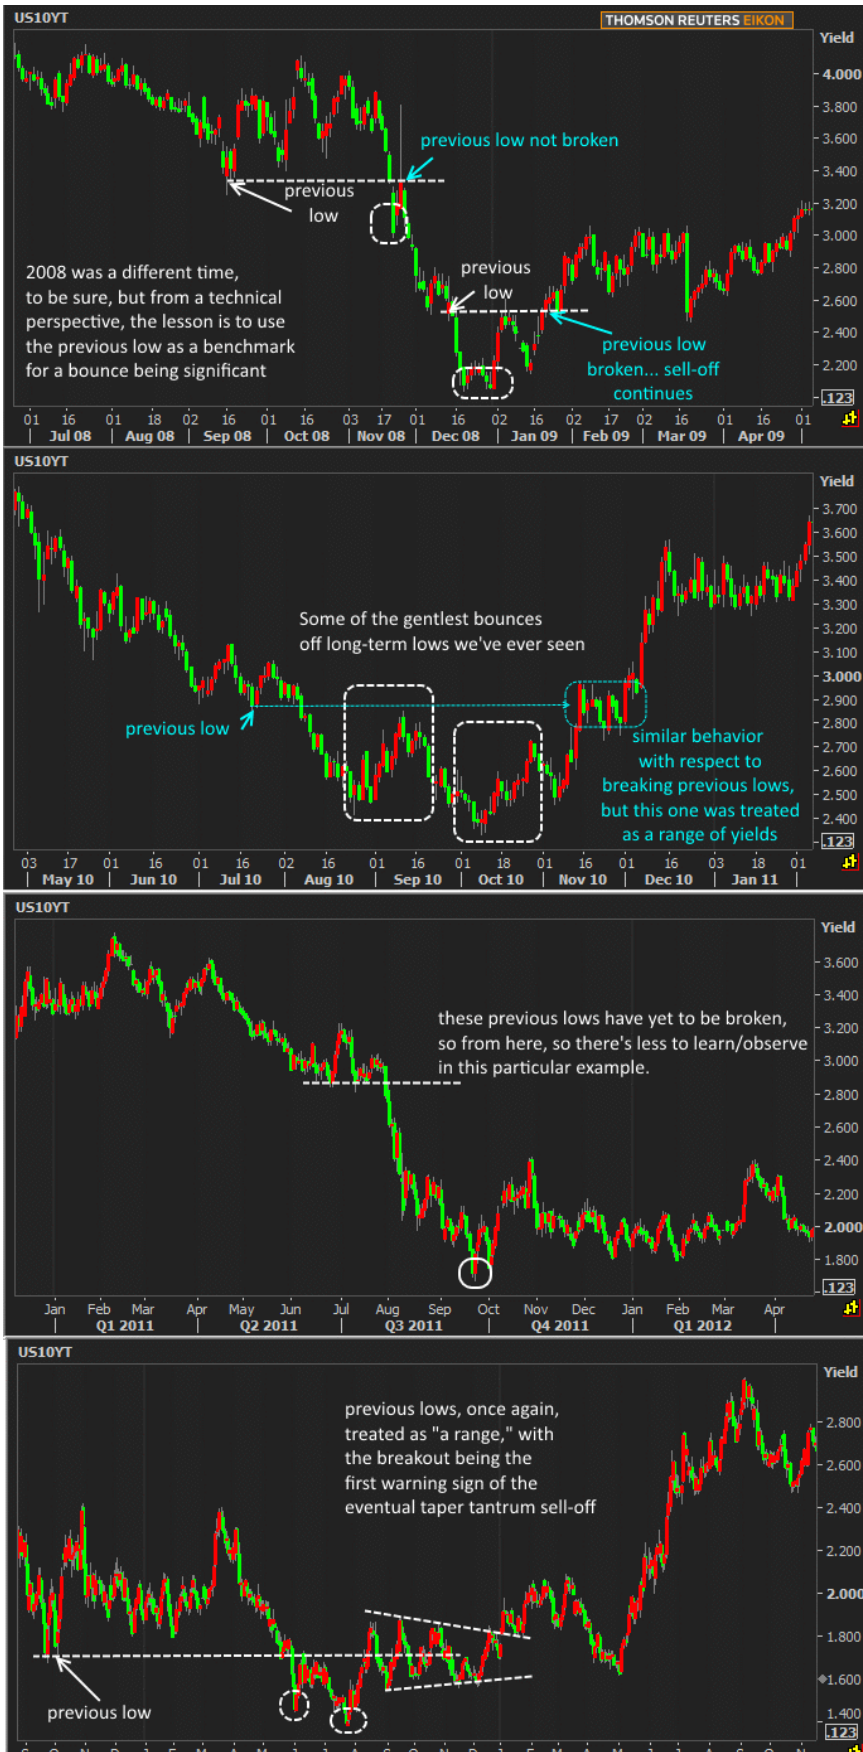 US10YT
THOMSON REUTERS EIKON
Yield
4.000
3.800
3.600
3.400
3.200
3.000
2.800
2.600
2.400
2.200
.123
previous low not broken
previous
low
previous
low
2008 was a different time,
to be sure, but from a technical
perspective, the lesson is to use
the previous low as a benchmark
for a bounce being significant
previous low
broken... sell-off
continues
01 16 01 16 02 16 01 16 03 17 01 16 02 16 02 16 02 16 01 16 01
Jul 08 Aug 08 Sep 08 Oct 08 Nov 08 Dec 08 Jan 09 Feb 09 Mar 09 Apr 09
US10YT
Yield
3.700
3.600
3.500
3.400
3.300
3.200
3.100
3.000
2.900
2.800
2.700
2.600
2.500
2.400
.123
Some of the gentlest bounces
off long-term lows we've ever seen
previous low
similar behavior
with respect to
breaking previous lows,
but this one was treated
as a range of yields
03 17 01 16 01 16 02 16 01 16 01 18 01 16 01 16 03 18 01
May 10 Jun 10 Jul 10 Aug 10 Sep 10 Oct 10 Nov 10 Dec 10 Jan 11
US10YT
Yield
3.600
3.400
3.200
3.000
2.800
2.600
2.400
2.200
2.000
1.800
.123
these previous lows have yet to be broken,
so from here, so there's less to learn/observe
in this particular example.
Jan Feb Mar Apr May Jun Jul Aug Sep Oct Nov Dec Jan Feb Mar Apr
Q1 2011 Q2 2011 Q3 2011 Q4 2011 Q1 2012
US10YT
Yield
2.800
2.600
2.400
2.200
2.000
1.800
1.600
1.400
.123
previous lows, once again,
treated as "a range," with
the breakout being the
first warning sign of the
eventual taper tantrum sell-off
previous low